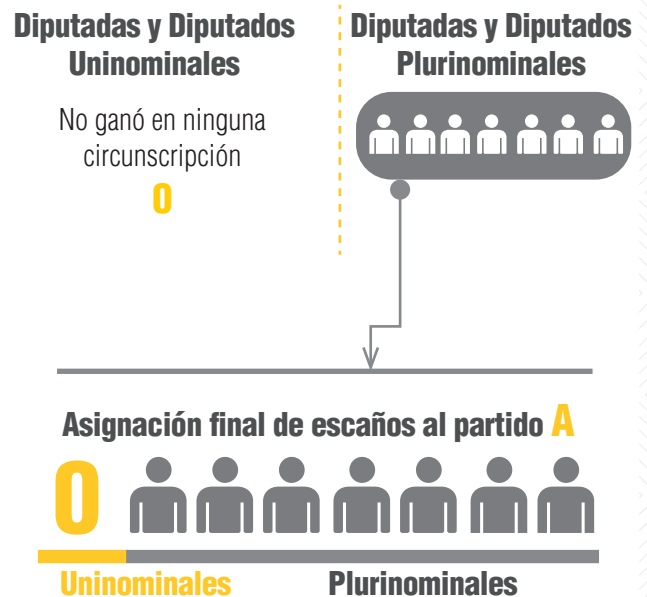 Diputadas y Diputados
Uninominales
No ganó en ninguna
circunscripción
0
Diputadas y Diputados
Plurinominales
Asignación final de escaños al partido A
0
Uninominales
Plurinominales